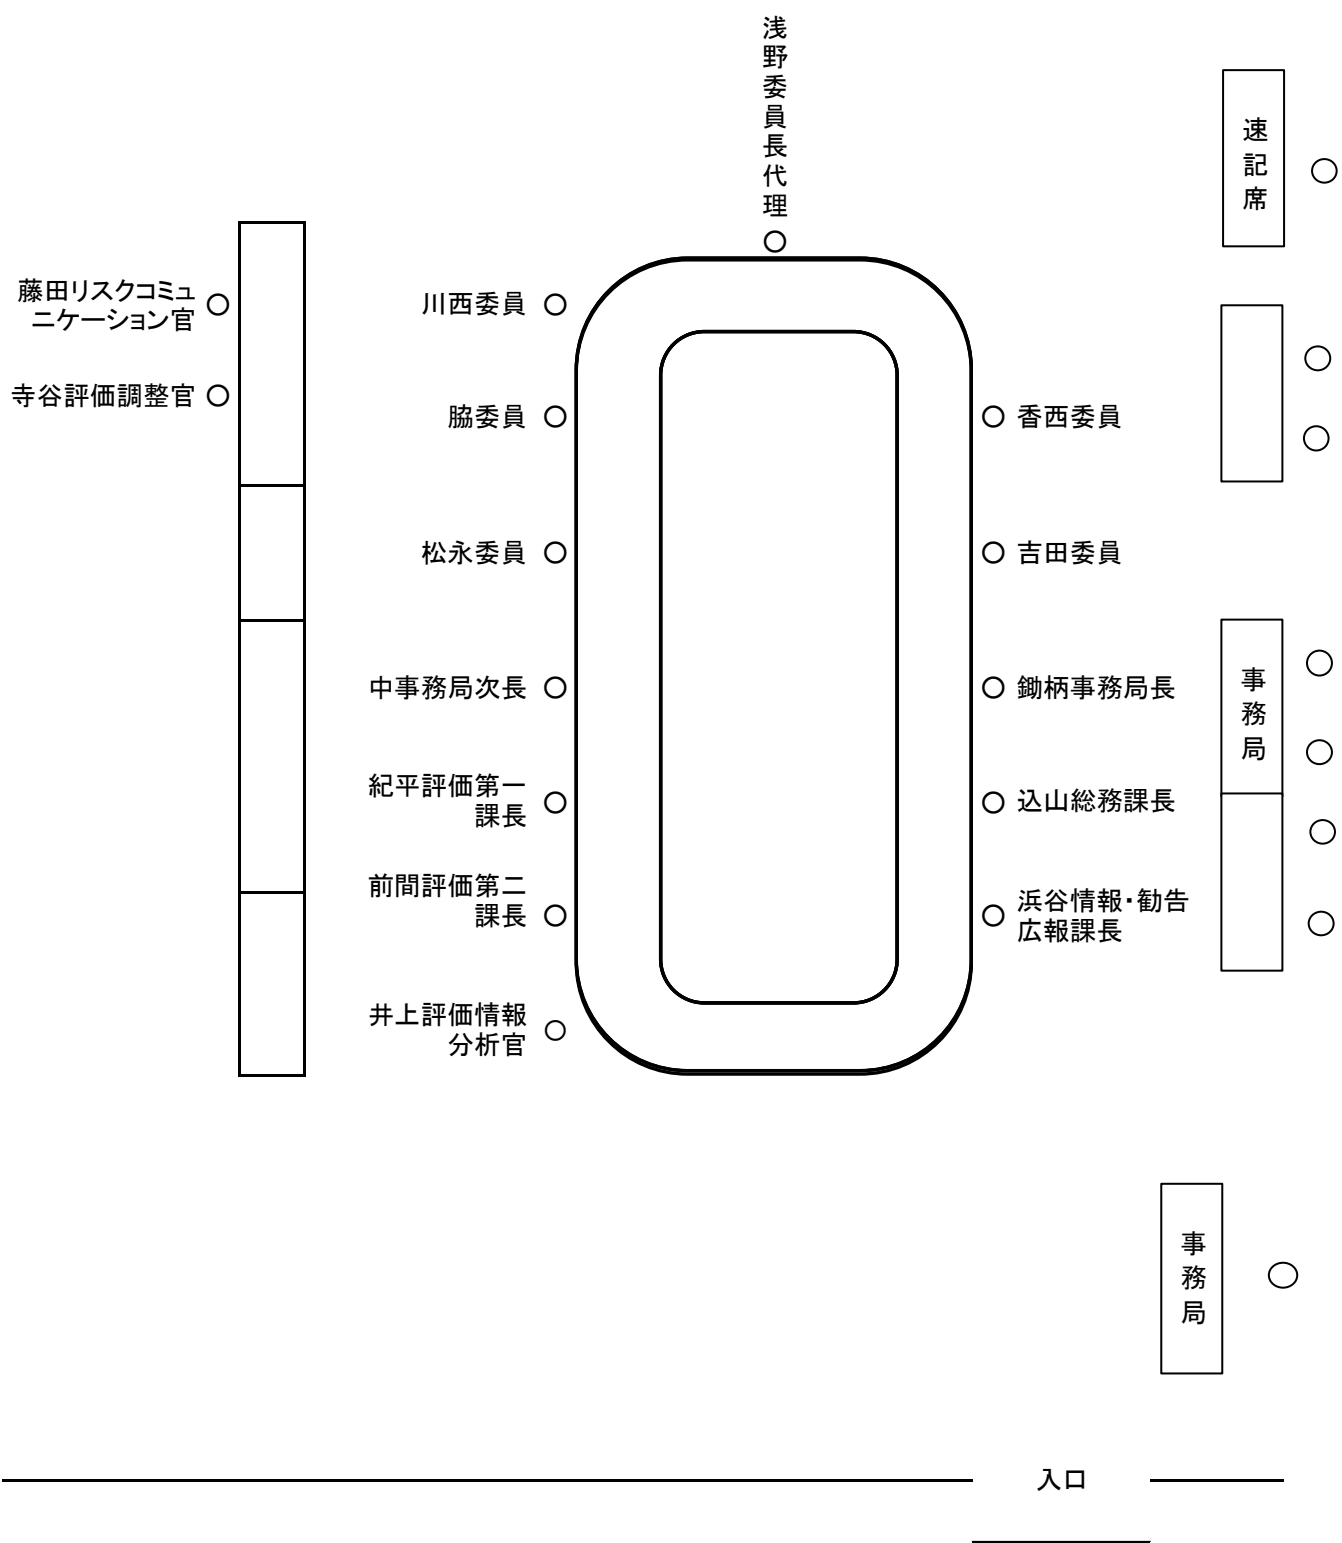 浅野委員長代理
速記席
藤田リスクコミュ
ニケーション官
川西委員
寺谷評価調整官
脇委員
香西委員
松永委員
吉田委員
中事務局次長
鋤柄事務局長
事務局
紀平評価第一
課長
込山総務課長
前間評価第二
課長
浜谷情報・勧告
広報課長
井上評価情報
分析官
事務局
入口